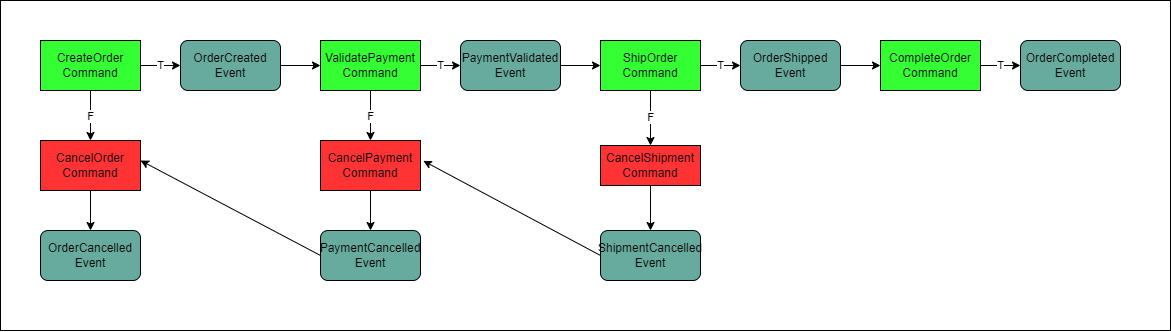 CreateOrder
Command
T
OrderCreated
Event
ValidatePayment
Command
T
PaymentValidated
Event
ShipOrder
Command
T
OrderShipped
Event
CompleteOrder
Command
T
OrderCompleted
Event
F
F
F
CancelOrder
Command
CancelPayment
Command
CancelShipment
Command
OrderCancelled
Event
PaymentCancelled
Event
ShipmentCancelled
Event